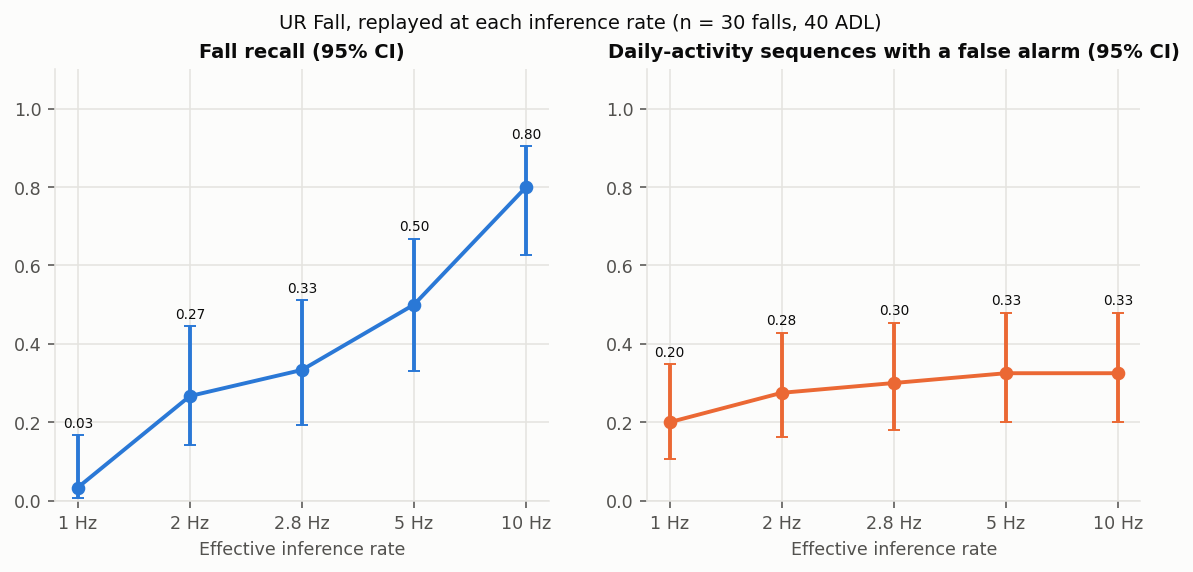 UR Fall, replayed at each inference rate (n = 30 falls, 40 ADL)
Fall recall (95% CI)
1.0
0.8
0.6
0.4
0.2
0.0
0.03
0.27
0.33
0.50
0.80
1 Hz
2 Hz
2.8 Hz
5 Hz
10 Hz
Effective inference rate
Daily-activity sequences with a false alarm (95% CI)
1.0
0.8
0.6
0.4
0.2
0.0
0.20
0.28
0.30
0.33
0.33
1 Hz
2 Hz
2.8 Hz
5 Hz
10 Hz
Effective inference rate